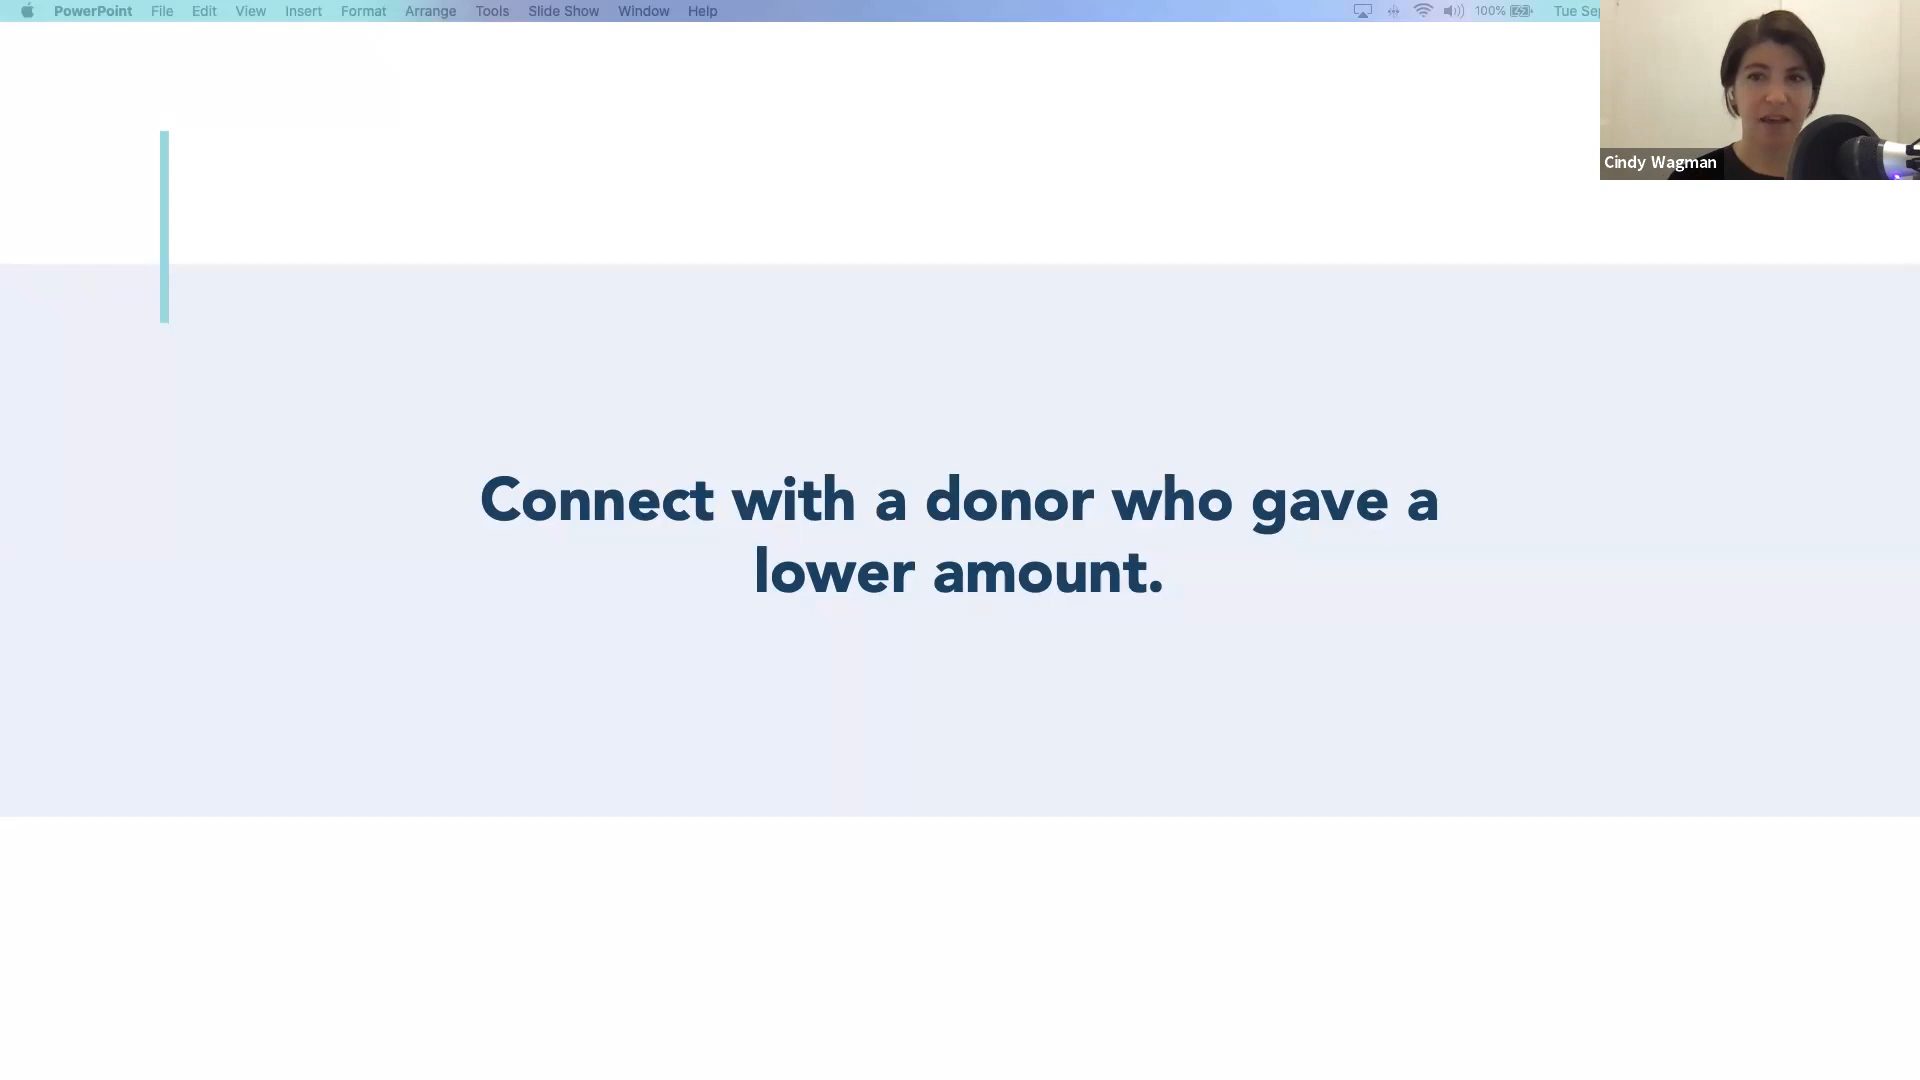 PowerPoint File Edit View Insert Format Arrange Tools Slide Show Window Help 100% Tue Sep
Cindy Wagman
Connect with a donor who gave a
lower amount.